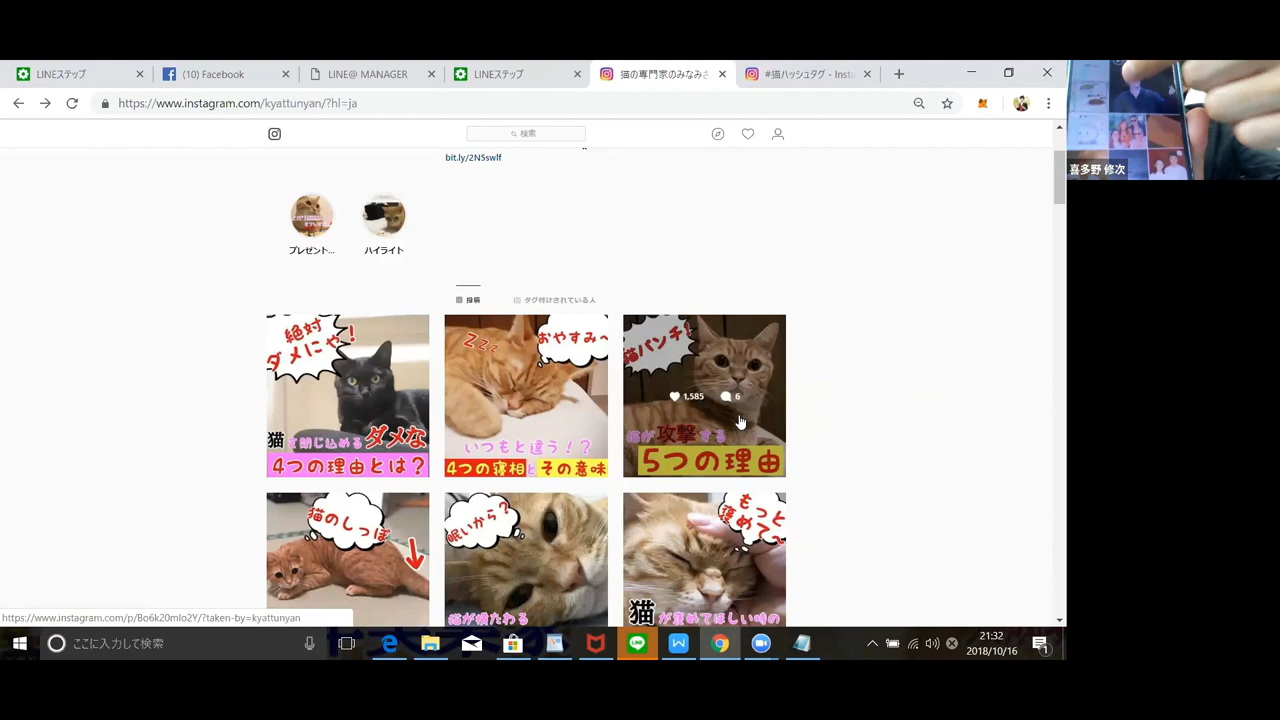 LINEステップ
(10) Facebook
LINE@ MANAGER
LINEステップ
猫の専門家のみなみさ
#猫ハッシュタグ - Insta
https://www.instagram.com/kyattunyan/?hl=ja
検索
bit.ly/2N5swlf
プレゼント...
ハイライト
投稿
タグ付けされている人
絶対
ダメにゃ!
猫を閉じ込めるダメな
4つの理由とは?
Zzz
おやすみ~
いつもと違う!?
4つの寝相とその意味
猫パンチ!
1,585
6
猫が攻撃する
5つの理由
猫のしっぽ
眠いから?
猫が横たわる
もっと
褒めて~
猫が褒めてほしい時の
喜多野 修次
https://www.instagram.com/p/Bo6k20mlo2Y/?taken-by=kyattunyan
ここに入力して検索
21:32
2018/10/16
1